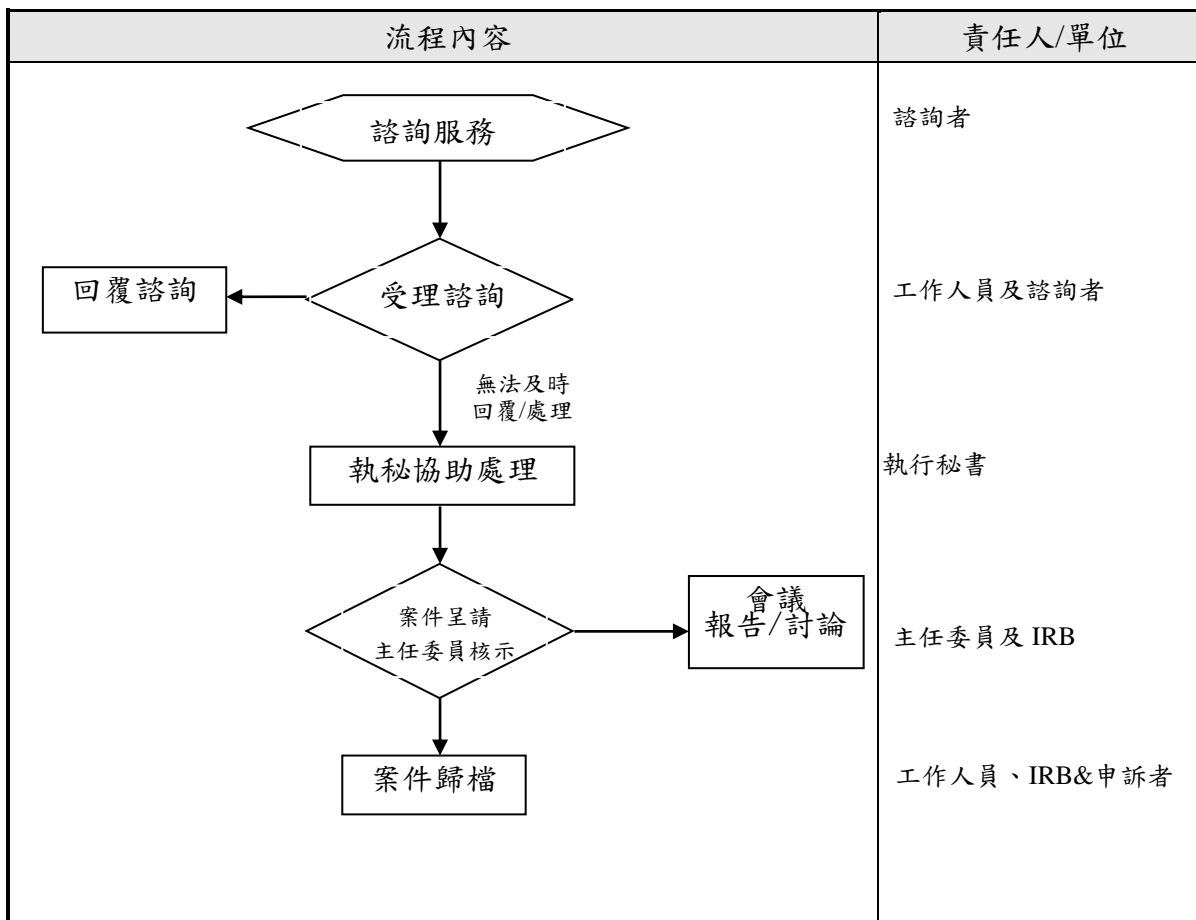 流程內容
責任人/單位
諮詢服務
諮詢者
回覆諮詢
受理諮詢
工作人員及諮詢者
無法及時
回覆/處理
執秘協助處理
執行秘書
案件呈請
主任委員核示
會議
報告/討論
主任委員及 IRB
案件歸檔
工作人員、IRB&申訴者